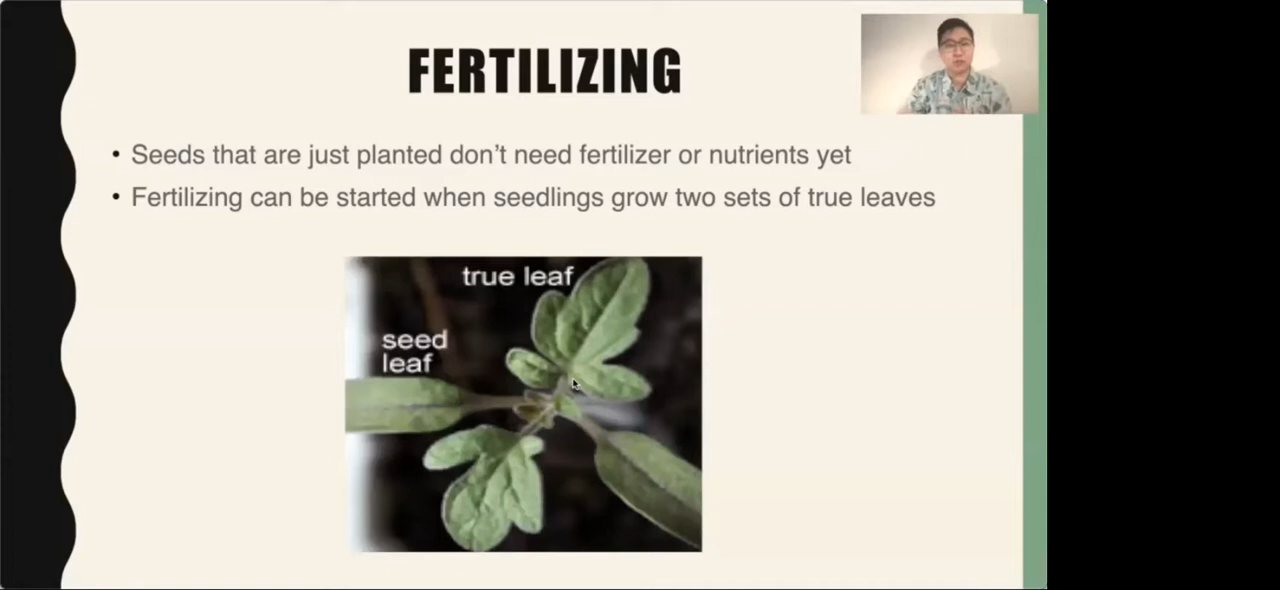 FERTILIZING
• Seeds that are just planted don't need fertilizer or nutrients yet
• Fertilizing can be started when seedlings grow two sets of true leaves
true leaf
seed
leaf